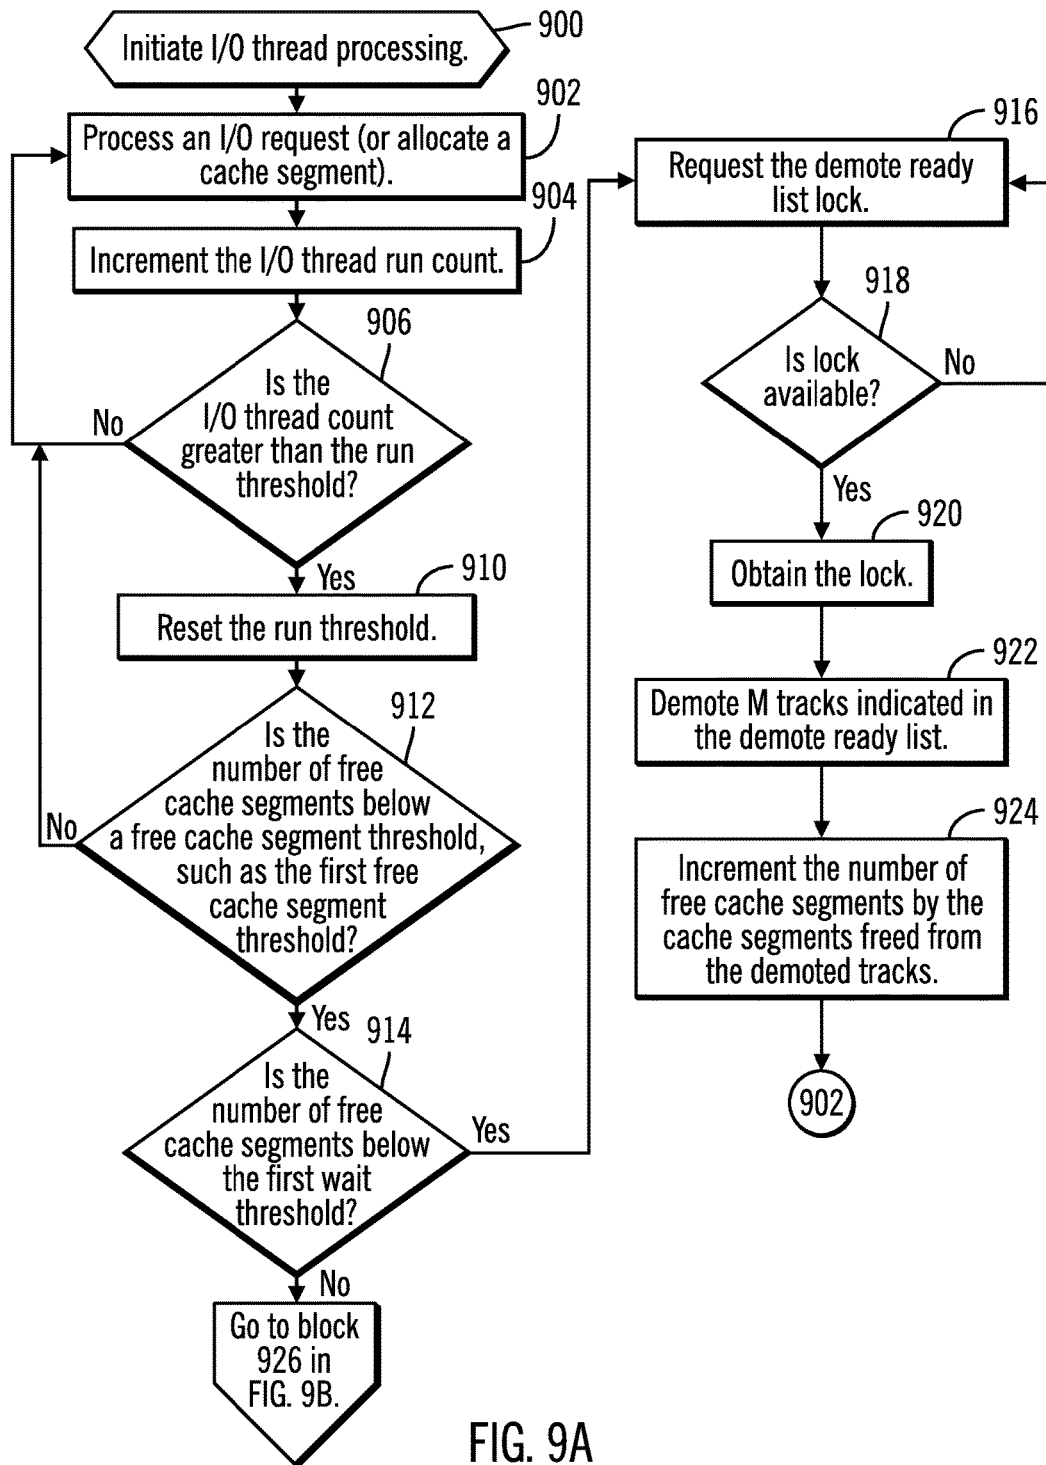 Initiate I/O thread processing.
900
902
Process an I/O request (or allocate a
cache segment).
904
Increment the I/O thread run count.
906
Is the
I/O thread count
greater than the run
threshold?
No
Yes
910
Reset the run threshold.
912
Is the
number of free
cache segments below
a free cache segment threshold,
such as the first free
cache segment
threshold?
No
Yes
914
Is the
number of free
cache segments below
the first wait
threshold?
Yes
No
Go to block
926 in
FIG. 9B.
916
Request the demote ready
list lock.
918
Is lock
available?
No
Yes
920
Obtain the lock.
922
Demote M tracks indicated in
the demote ready list.
924
Increment the number of
free cache segments by the
cache segments freed from
the demoted tracks.
902
FIG. 9A